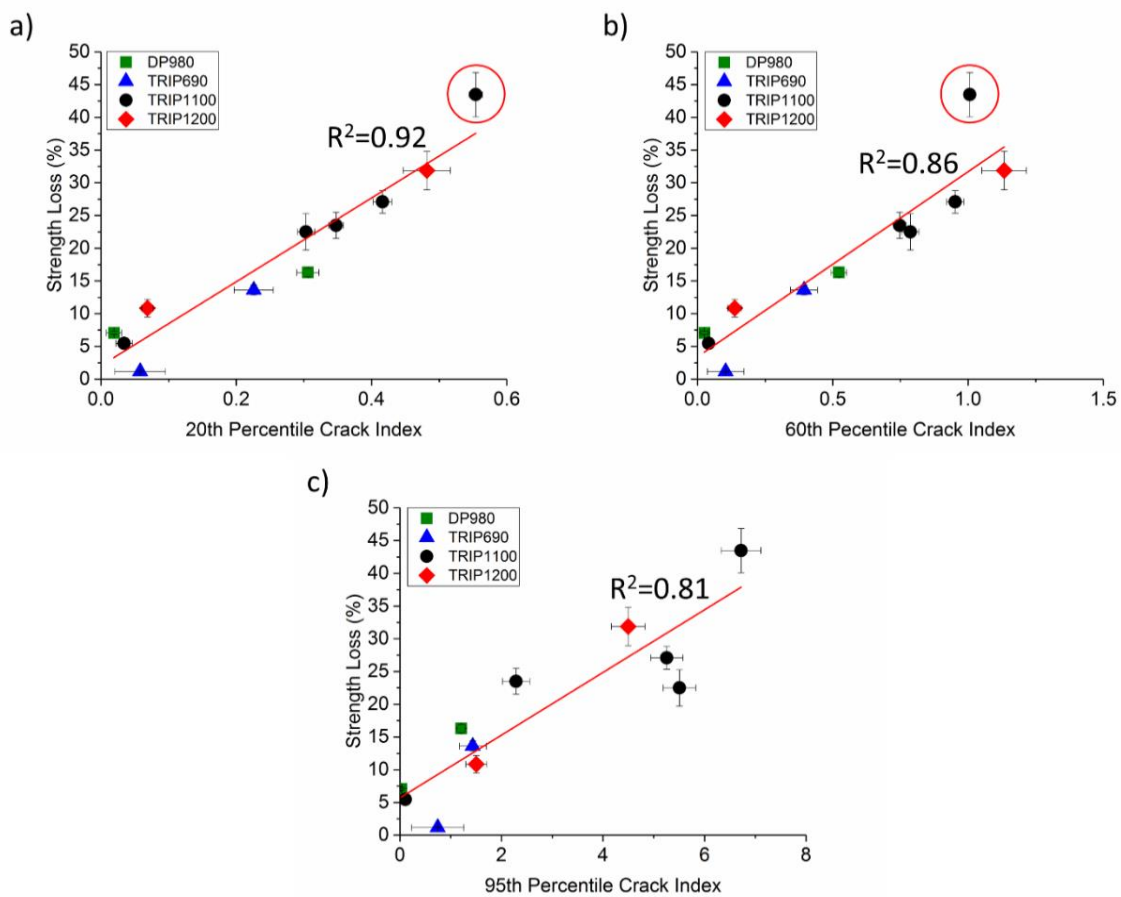 a)
50
45
40
35
30
25
20
15
10
5
0
Strength Loss (%)
DP980
TRIP690
TRIP1100
TRIP1200
R²=0.92
0.0 0.2 0.4 0.6
20th Percentile Crack Index
b)
50
45
40
35
30
25
20
15
10
5
0
Strength Loss (%)
DP980
TRIP690
TRIP1100
TRIP1200
R²=0.86
0.0 0.5 1.0 1.5
60th Pecentile Crack Index
c)
50
45
40
35
30
25
20
15
10
5
0
Strength Loss (%)
DP980
TRIP690
TRIP1100
TRIP1200
R²=0.81
0 2 4 6 8
95th Percentile Crack Index